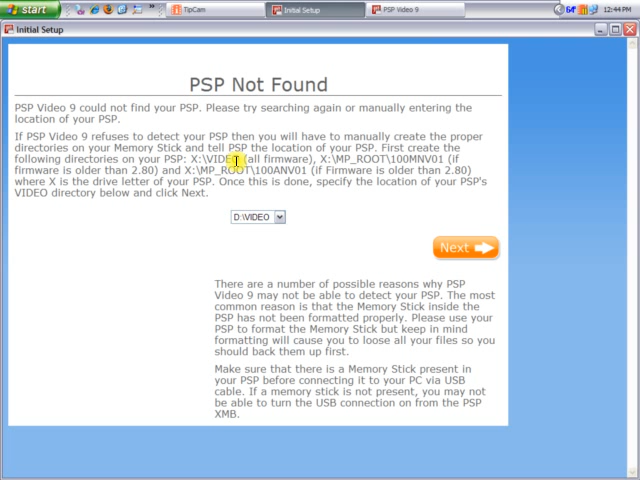 start
TipCam
Initial Setup
PSP Video 9
64°
12:44 PM
Initial Setup
PSP Not Found
PSP Video 9 could not find your PSP. Please try searching again or manually entering the
location of your PSP.
If PSP Video 9 refuses to detect your PSP then you will have to manually create the proper
directories on your Memory Stick and tell PSP the location of your PSP. First create the
following directories on your PSP: X:\VIDEO (all firmware), X:\MP_ROOT\100MNV01 (if
firmware is older than 2.80) and X:\MP_ROOT\100ANV01 (if Firmware is older than 2.80)
where X is the drive letter of your PSP. Once this is done, specify the location of your PSP's
VIDEO directory below and click Next.
D:\VIDEO
Next
There are a number of possible reasons why PSP
Video 9 may not be able to detect your PSP. The most
common reason is that the Memory Stick inside the
PSP has not been formatted properly. Please use your
PSP to format the Memory Stick but keep in mind
formatting will cause you to loose all your files so you
should back them up first.
Make sure that there is a Memory Stick present in
your PSP before connecting it to your PC via USB
cable. If a memory stick is not present, you may not
be able to turn the USB connection on from the PSP
XMB.